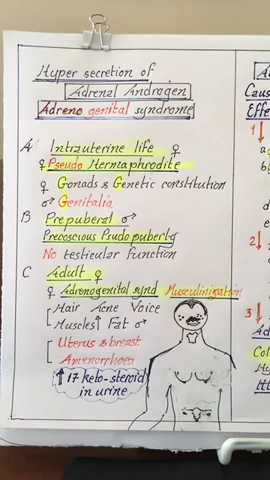 Hyper secretion of
Adrenal Androgen
Adreno genital syndrome
A Intrauterine life ♀
♀ Pseudo Hermaphrodite
♀ Gonads & Genetic constitution
♂ Genitalia
B Prepuberal ♂
Precoscious Psudo puberty
No testicular function
C Adult ♀
♀ Adrenogenital synd Musculinization
Hair Acne Voice
Muscles↑ Fat ♂
Uterus & breast
Amenorrhoea
↑ 17 keto-steroid
in urine
Caus
Effe
1
2
3
Ad
Col